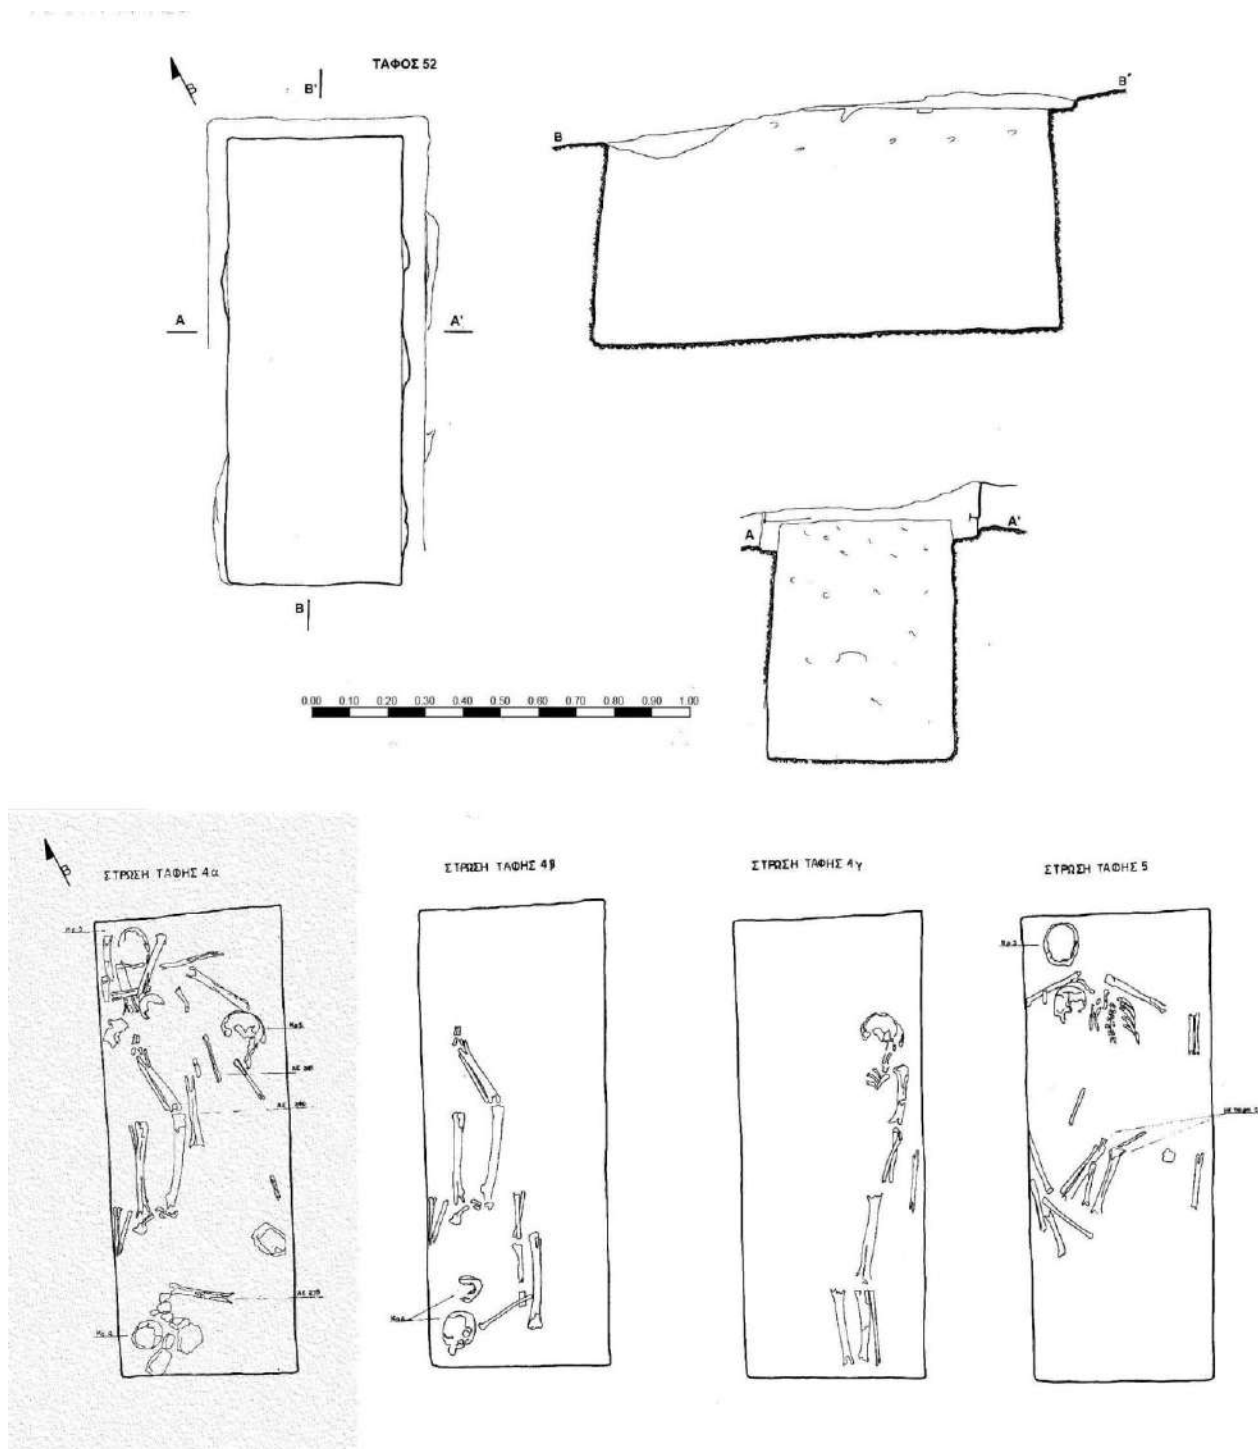 ΤΑΦΟΣ 52
Β
Β'
Α
Α'
Β
Β
Β'
Α
Α'
0.00 0.10 0.20 0.30 0.40 0.50 0.60 0.70 0.80 0.90 1.00
Β
ΣΤΡΩΣΗ ΤΑΦΗΣ 4α
ΣΤΡΩΣΗ ΤΑΦΗΣ 4β
ΣΤΡΩΣΗ ΤΑΦΗΣ 4γ
ΣΤΡΩΣΗ ΤΑΦΗΣ 5